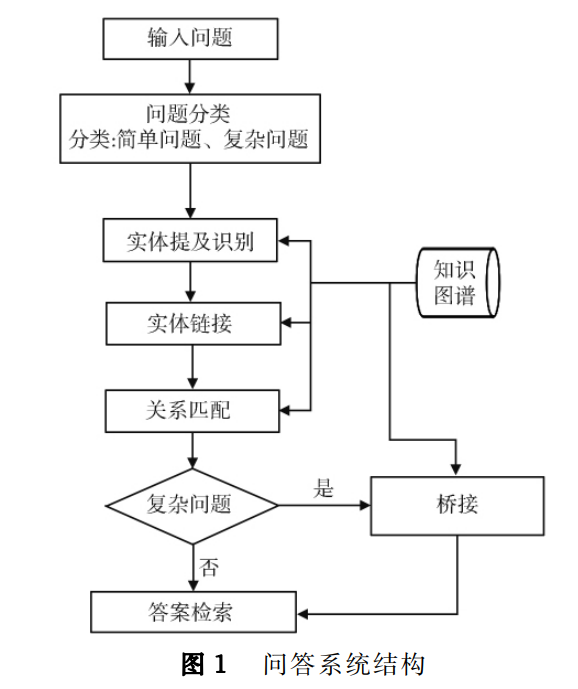 输入问题
问题分类
分类:简单问题、复杂问题
实体提及识别
知识
图谱
实体链接
关系匹配
复杂问题
是
桥接
否
答案检索
图 1 问答系统结构